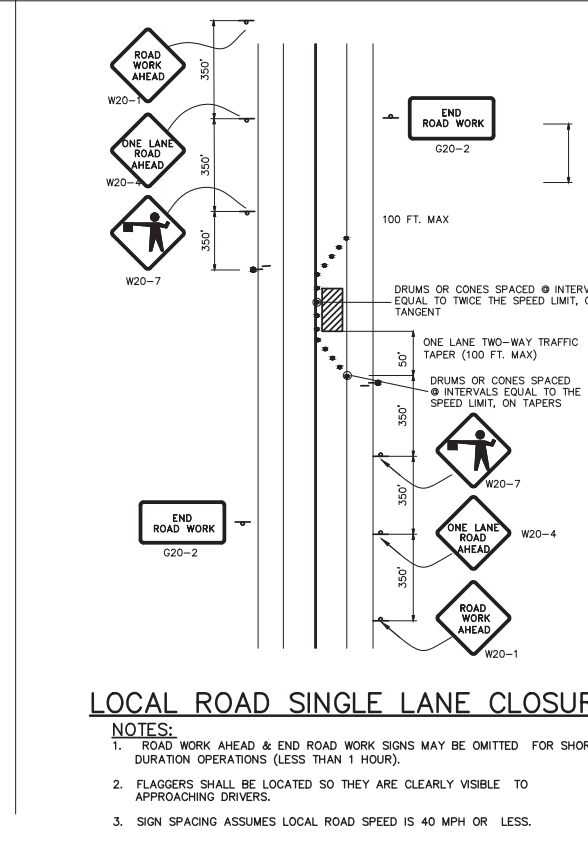 ROAD
WORK
AHEAD
W20-1
350'
ONE LANE
ROAD
AHEAD
W20-4
350'
W20-7
350'
END
ROAD WORK
G20-2
100 FT. MAX
DRUMS OR CONES SPACED @ INTERV
EQUAL TO TWICE THE SPEED LIMIT, O
TANGENT
50'
ONE LANE TWO-WAY TRAFFIC
TAPER (100 FT. MAX)
DRUMS OR CONES SPACED
@ INTERVALS EQUAL TO THE
SPEED LIMIT, ON TAPERS
350'
W20-7
350'
END
ROAD WORK
G20-2
ONE LANE
ROAD
AHEAD
W20-4
350'
ROAD
WORK
AHEAD
W20-1
LOCAL ROAD SINGLE LANE CLOSUR
NOTES:
1. ROAD WORK AHEAD & END ROAD WORK SIGNS MAY BE OMITTED FOR SHOR
DURATION OPERATIONS (LESS THAN 1 HOUR).
2. FLAGGERS SHALL BE LOCATED SO THEY ARE CLEARLY VISIBLE TO
APPROACHING DRIVERS.
3. SIGN SPACING ASSUMES LOCAL ROAD SPEED IS 40 MPH OR LESS.